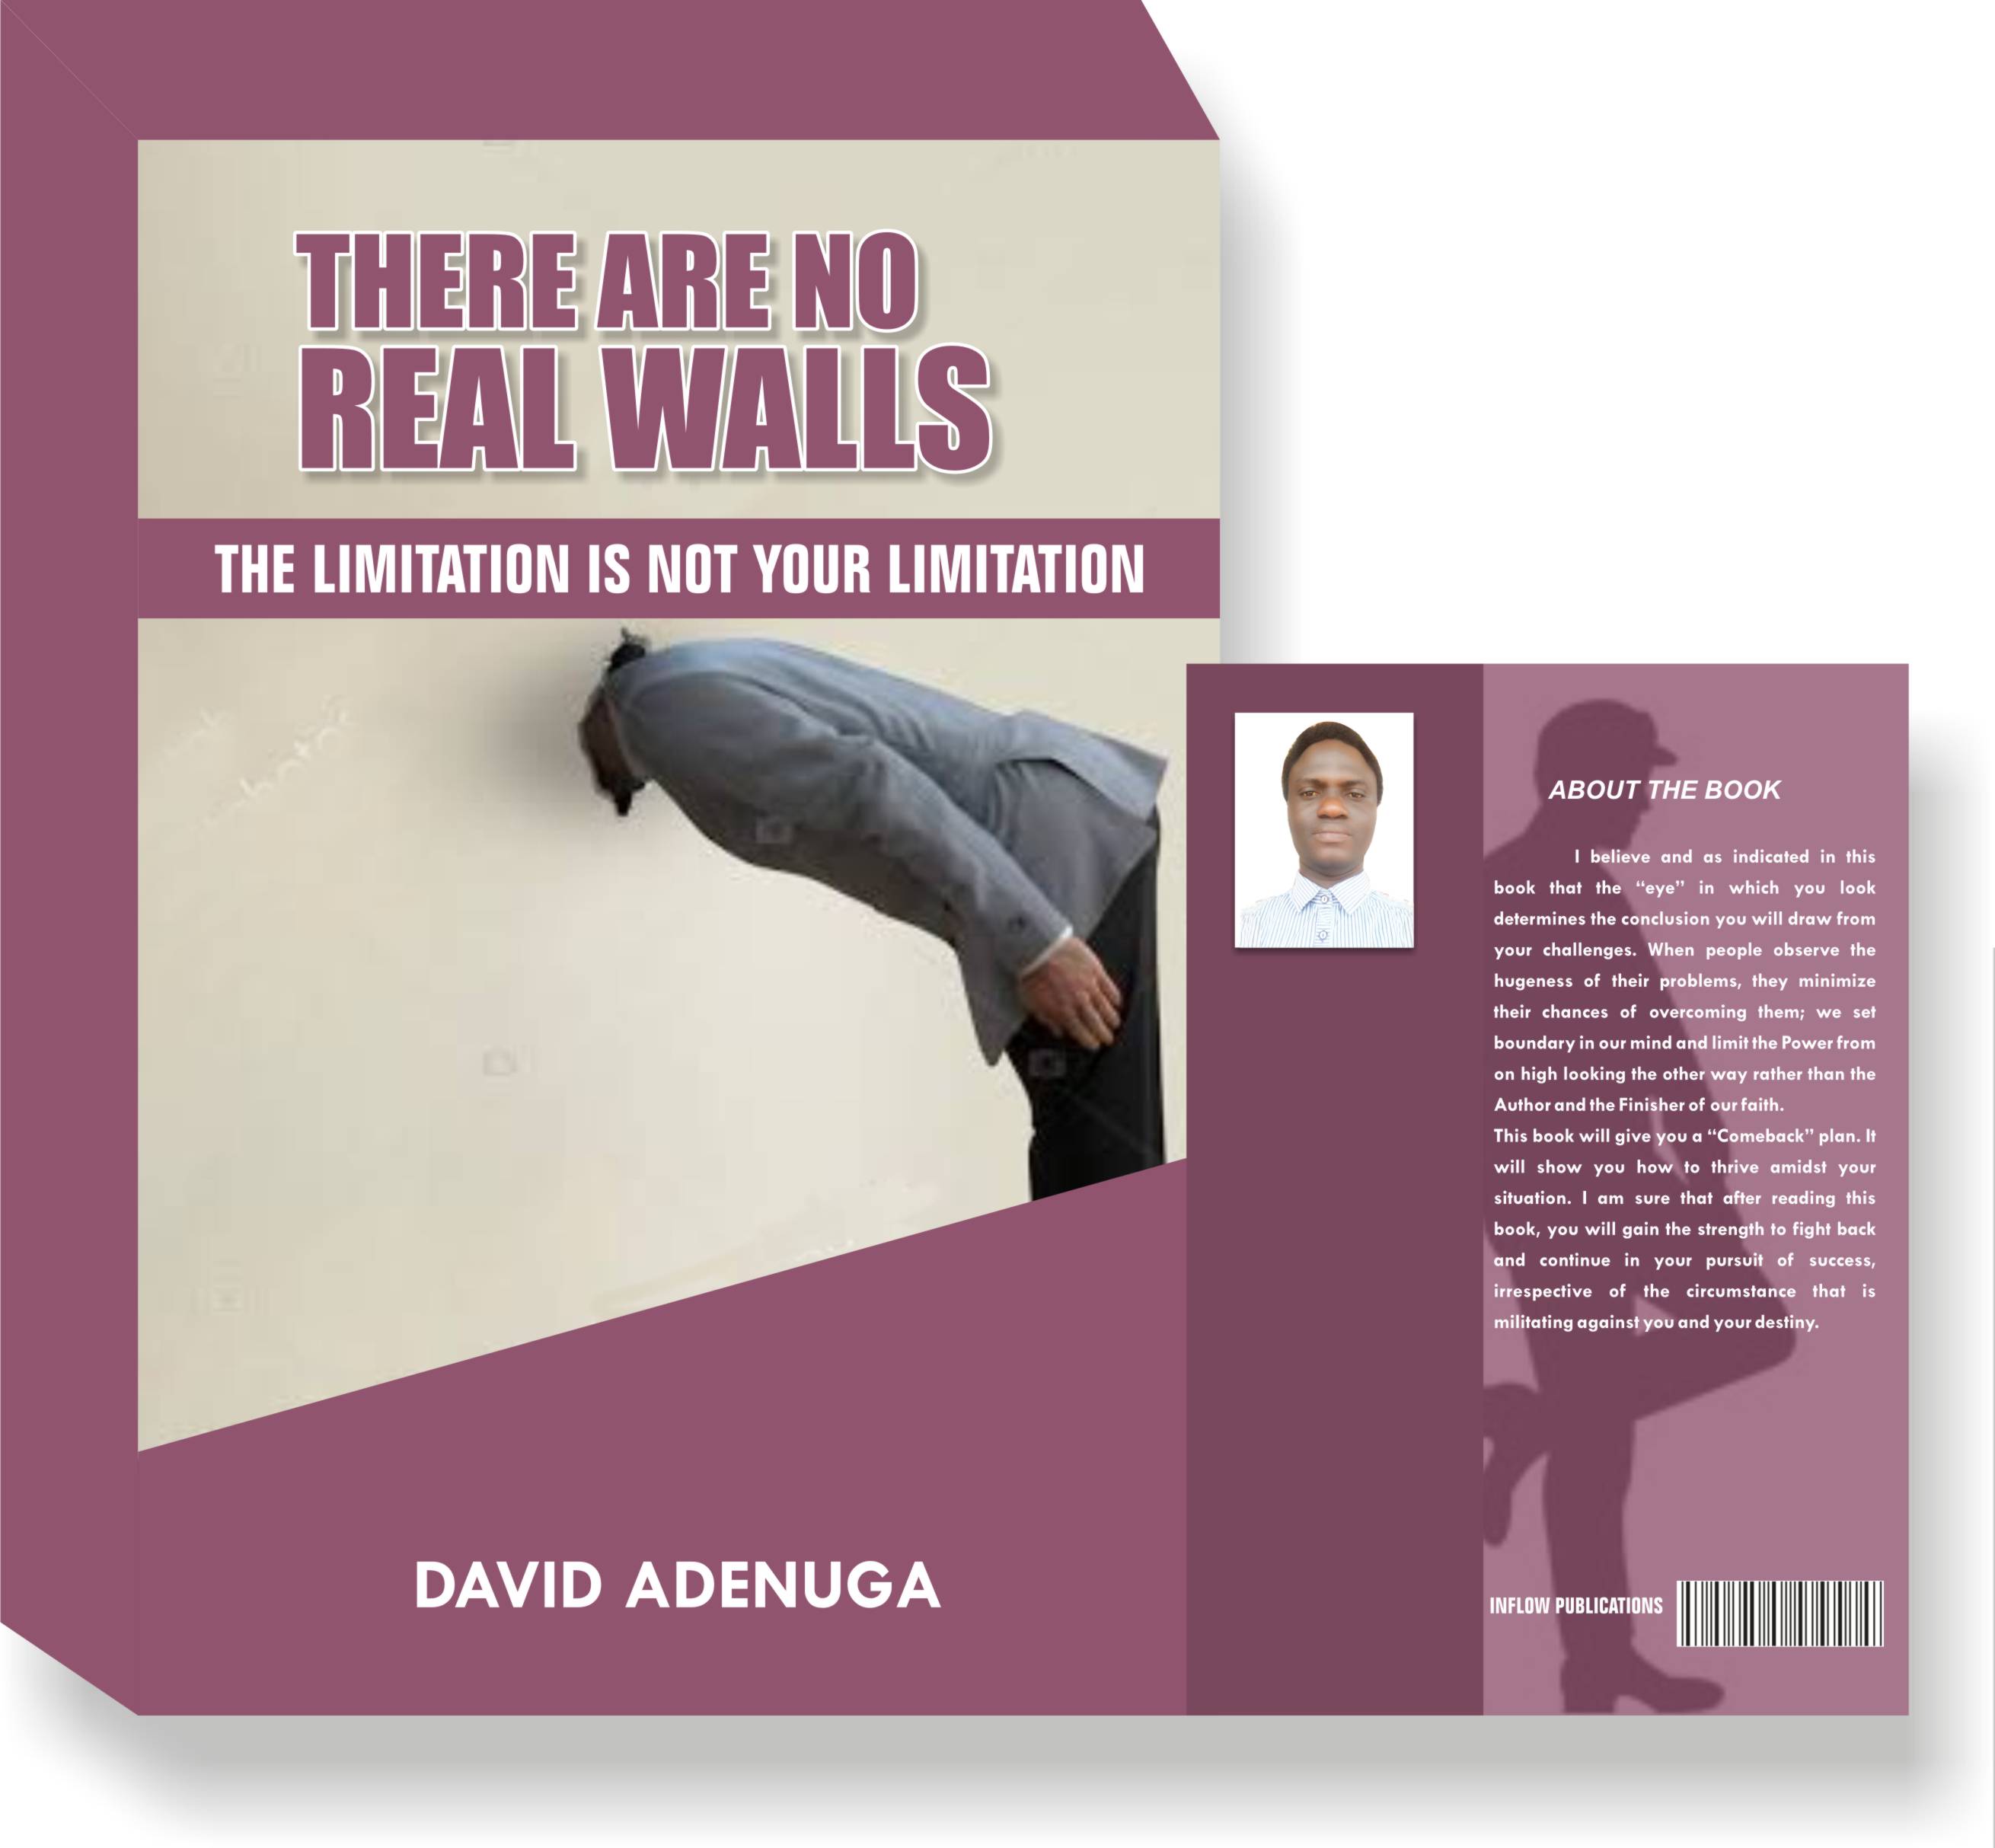 THERE ARE NO
REAL WALLS
THE LIMITATION IS NOT YOUR LIMITATION
DAVID ADENUGA
ABOUT THE BOOK
I believe and as indicated in this
book that the “eye” in which you look
determines the conclusion you will draw from
your challenges. When people observe the
hugeness of their problems, they minimize
their chances of overcoming them; we set
boundary in our mind and limit the Power from
on high looking the other way rather than the
Author and the Finisher of our faith.
This book will give you a “Comeback” plan. It
will show you how to thrive amidst your
situation. I am sure that after reading this
book, you will gain the strength to fight back
and continue in your pursuit of success,
irrespective of the circumstance that is
militating against you and your destiny.
INFLOW PUBLICATIONS